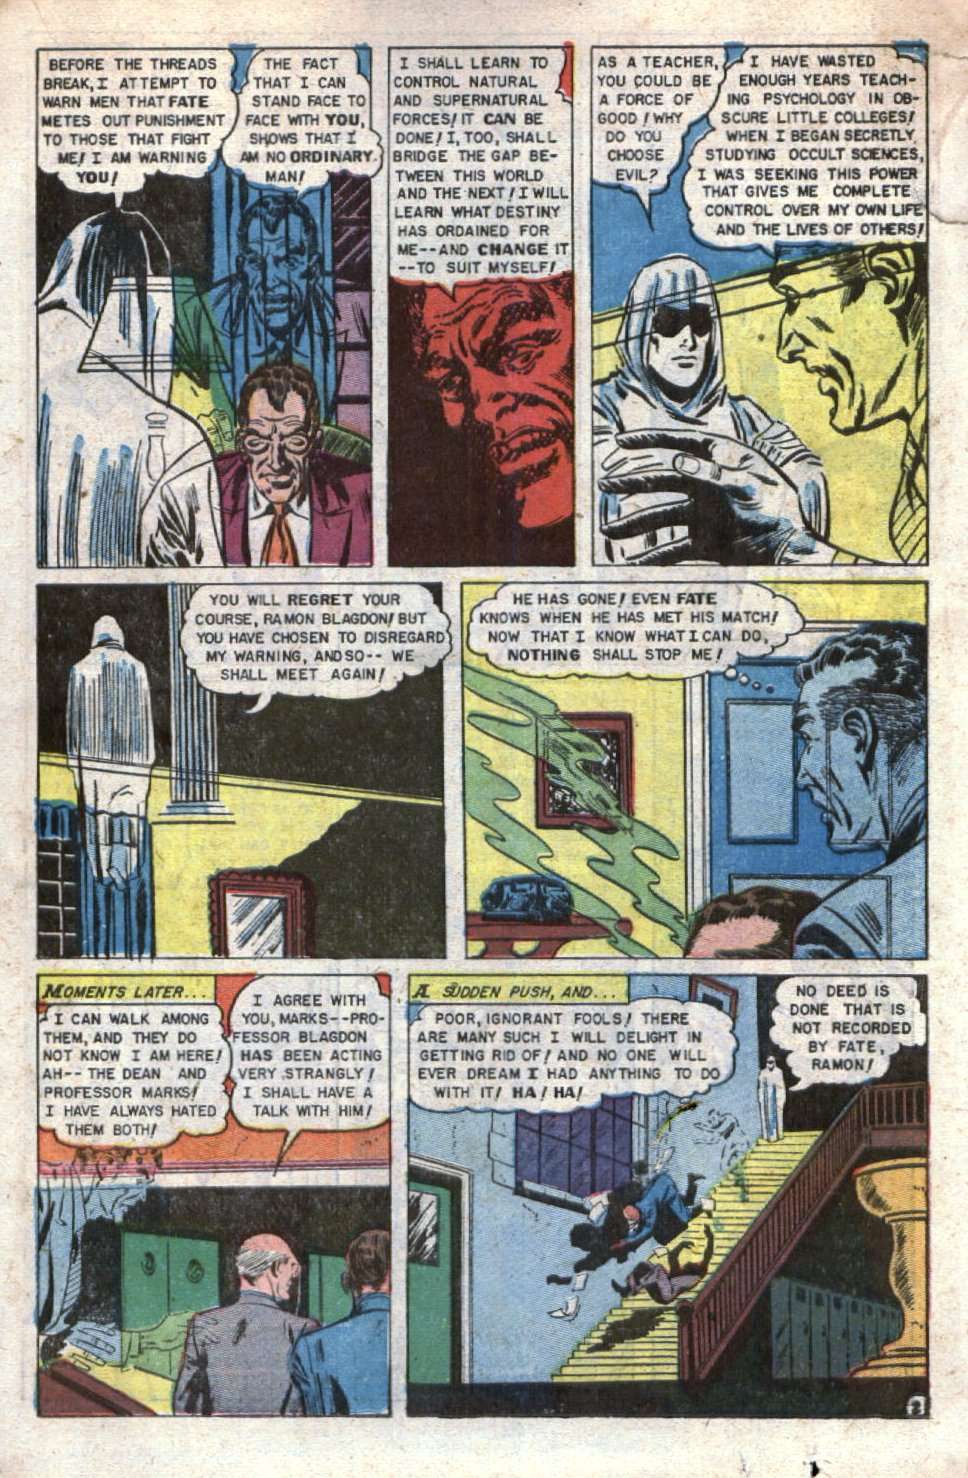 BEFORE THE THREADS
BREAK, I ATTEMPT TO
WARN MEN THAT FATE
METES OUT PUNISHMENT
TO THOSE THAT FIGHT
ME! I AM WARNING
YOU!
THE FACT
THAT I CAN
STAND FACE TO
FACE WITH YOU,
SHOWS THAT I
AM NO ORDINARY
MAN!
I SHALL LEARN TO
CONTROL NATURAL
AND SUPERNATURAL
FORCES! IT CAN BE
DONE! I, TOO, SHALL
BRIDGE THE GAP BE-
TWEEN THIS WORLD
AND THE NEXT! I WILL
LEARN WHAT DESTINY
HAS ORDAINED FOR
ME--AND CHANGE IT
--TO SUIT MYSELF!
AS A TEACHER,
YOU COULD BE
A FORCE OF
GOOD! WHY
DO YOU
CHOOSE
EVIL?
I HAVE WASTED
ENOUGH YEARS TEACH-
ING PSYCHOLOGY IN OB-
SCURE LITTLE COLLEGES!
WHEN I BEGAN SECRETLY
STUDYING OCCULT SCIENCES,
I WAS SEEKING THIS POWER
THAT GIVES ME COMPLETE
CONTROL OVER MY OWN LIFE
AND THE LIVES OF OTHERS!
YOU WILL REGRET YOUR
COURSE, RAMON BLAGDON! BUT
YOU HAVE CHOSEN TO DISREGARD
MY WARNING, AND SO-- WE
SHALL MEET AGAIN!
HE HAS GONE! EVEN FATE
KNOWS WHEN HE HAS MET HIS MATCH!
NOW THAT I KNOW WHAT I CAN DO,
NOTHING SHALL STOP ME!
MOMENTS LATER...
I CAN WALK AMONG
THEM, AND THEY DO
NOT KNOW I AM HERE!
AH-- THE DEAN AND
PROFESSOR MARKS!
I HAVE ALWAYS HATED
THEM BOTH!
I AGREE WITH
YOU, MARKS--PRO-
FESSOR BLAGDON
HAS BEEN ACTING
VERY STRANGLY!
I SHALL HAVE A
TALK WITH HIM!
A SUDDEN PUSH, AND...
POOR, IGNORANT FOOLS! THERE
ARE MANY SUCH I WILL DELIGHT IN
GETTING RID OF! AND NO ONE WILL
EVER DREAM I HAD ANYTHING TO DO
WITH IT! HA! HA!
NO DEED IS
DONE THAT IS
NOT RECORDED
BY FATE,
RAMON!